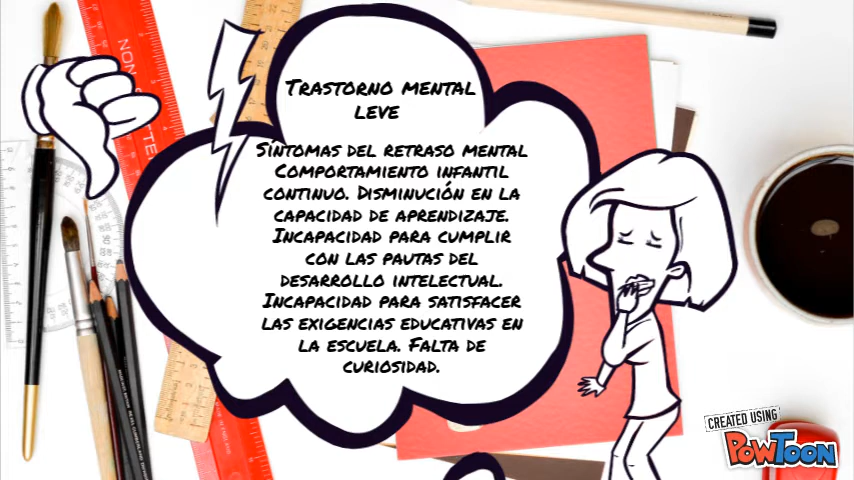 Trastorno mental
leve
Síntomas del retraso mental
Comportamiento infantil
continuo. Disminución en la
capacidad de aprendizaje.
Incapacidad para cumplir
con las pautas del
desarrollo intelectual.
Incapacidad para satisfacer
las exigencias educativas en
la escuela. Falta de
curiosidad.
CREATED USING
PowToon